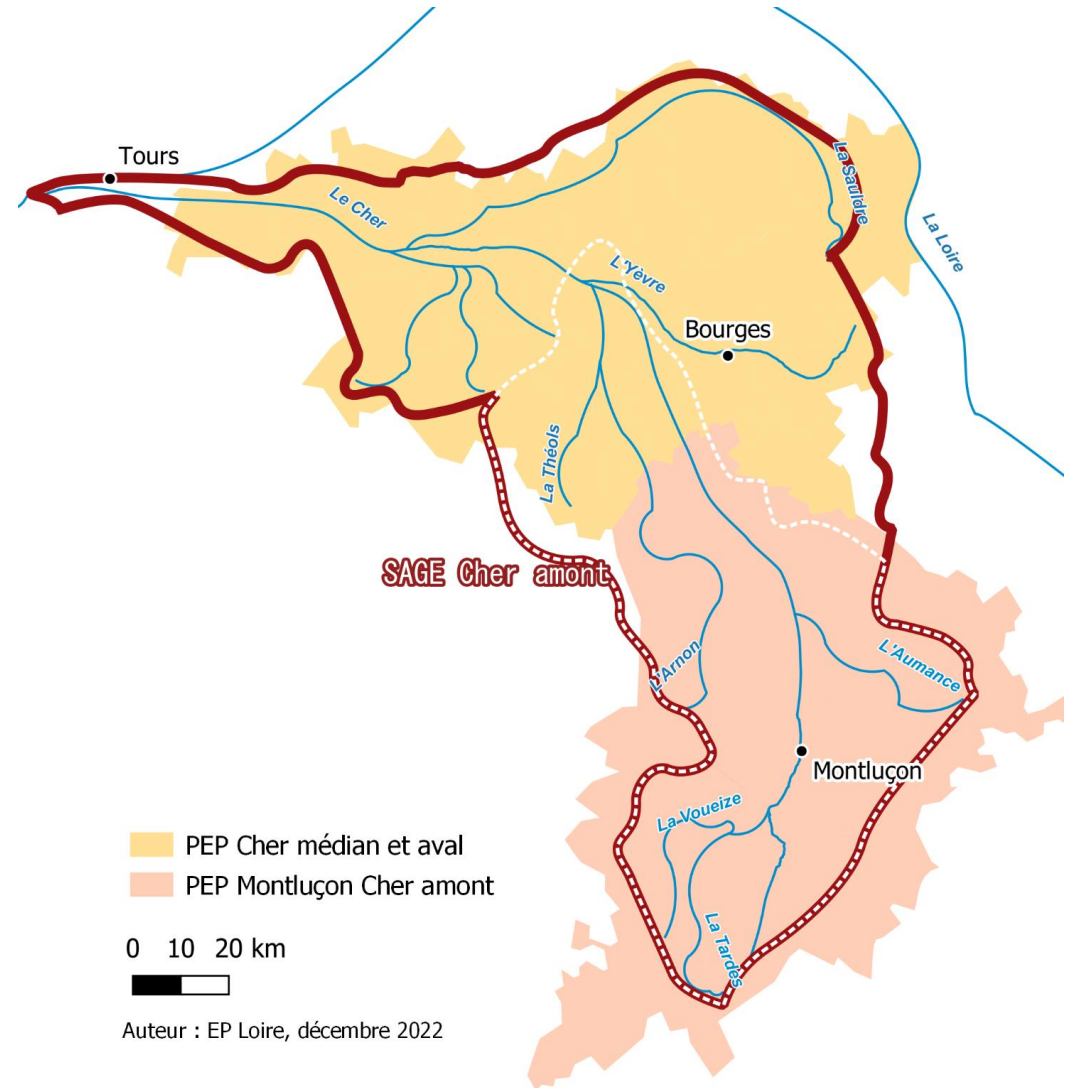 Tours
Le Cher
La Sauldre
La Loire
L'Yèvre
Bourges
La Théols
SAGE Cher amont
L'Arnon
L'Aumance
Montluçon
La Voueize
La Tardes
PEP Cher médian et aval
PEP Montluçon Cher amont
0 10 20 km
Auteur : EP Loire, décembre 2022